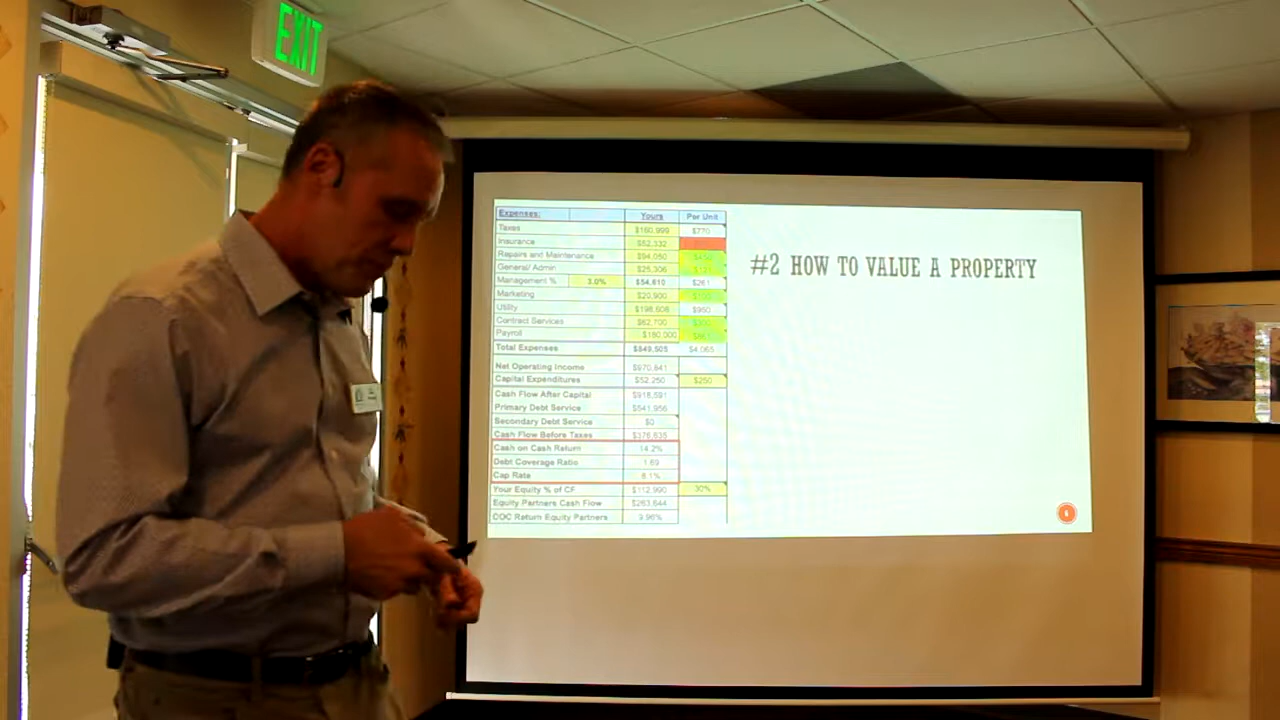 EXIT
Expenses: Yours Per Unit
Taxes $160,999 $770
Insurance $52,332
Repairs and Maintenance $94,050
General/ Admin $25,306
Management % 3.0% $54,610 $261
Marketing $20,900
Utility $198,608 $950
Contract Services $62,700
Payroll $180,000
Total Expenses $849,505 $4,065
Net Operating Income $970,841
Capital Expenditures $52,250 $250
Cash Flow After Capital $918,591
Primary Debt Service $541,956
Secondary Debt Service $0
Cash Flow Before Taxes $376,635
Cash on Cash Return 14.2%
Debt Coverage Ratio 1.69
Cap Rate 8.1%
Your Equity % of CF $112,990 30%
Equity Partners Cash Flow $263,644
COC Return Equity Partners 9.96%
#2 HOW TO VALUE A PROPERTY
6